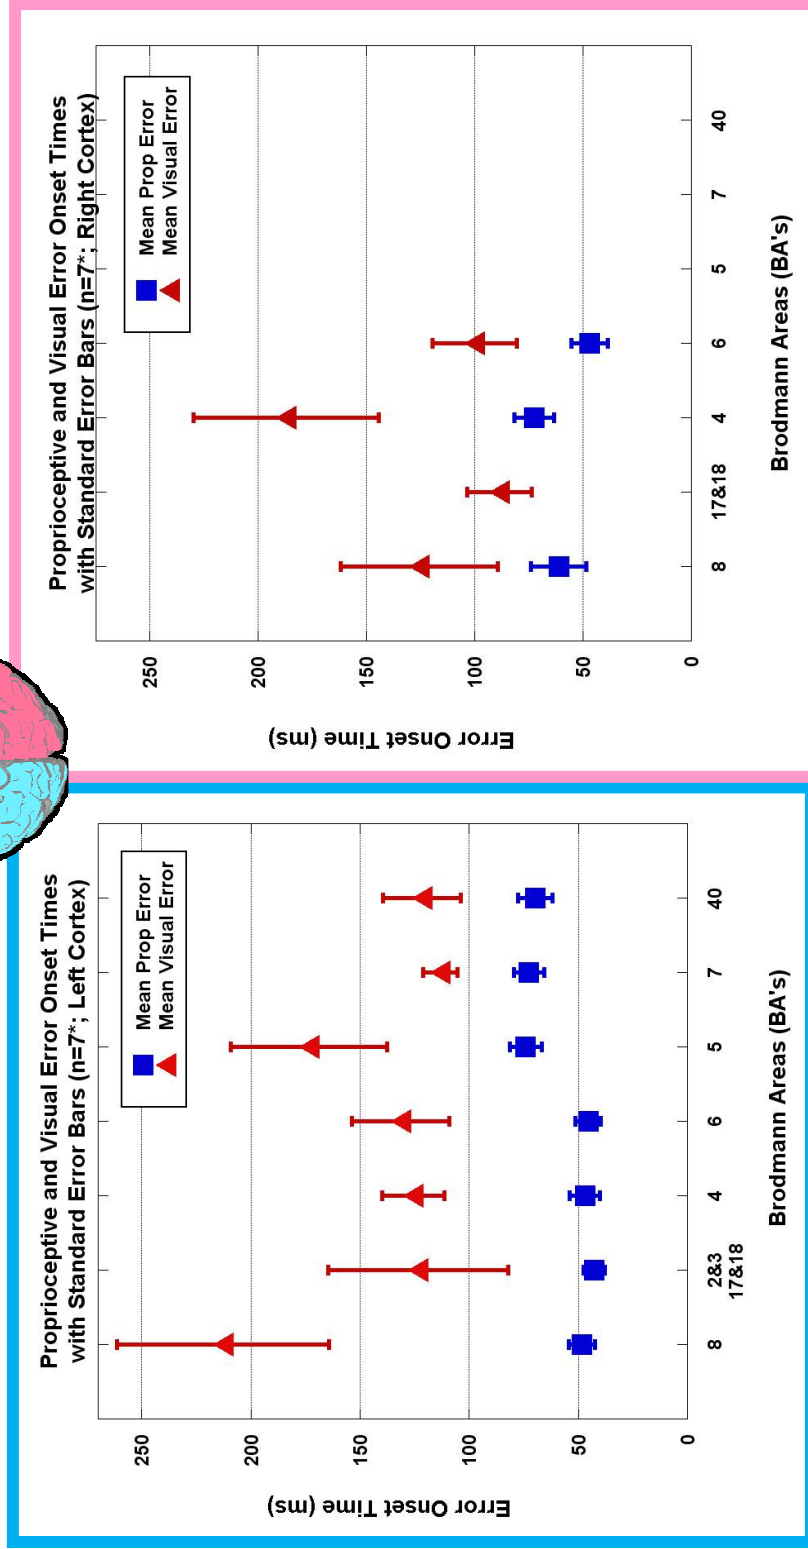 Proprioceptive and Visual Error Onset Times
with Standard Error Bars (n=7*; Left Cortex)
Mean Prop Error
Mean Visual Error
Error Onset Time (ms)
250
200
150
100
50
0
8
2&3
17&18
4
6
5
7
40
Brodmann Areas (BA's)
Proprioceptive and Visual Error Onset Times
with Standard Error Bars (n=7*; Right Cortex)
Mean Prop Error
Mean Visual Error
Error Onset Time (ms)
250
200
150
100
50
0
8
17&18
4
6
5
7
40
Brodmann Areas (BA's)